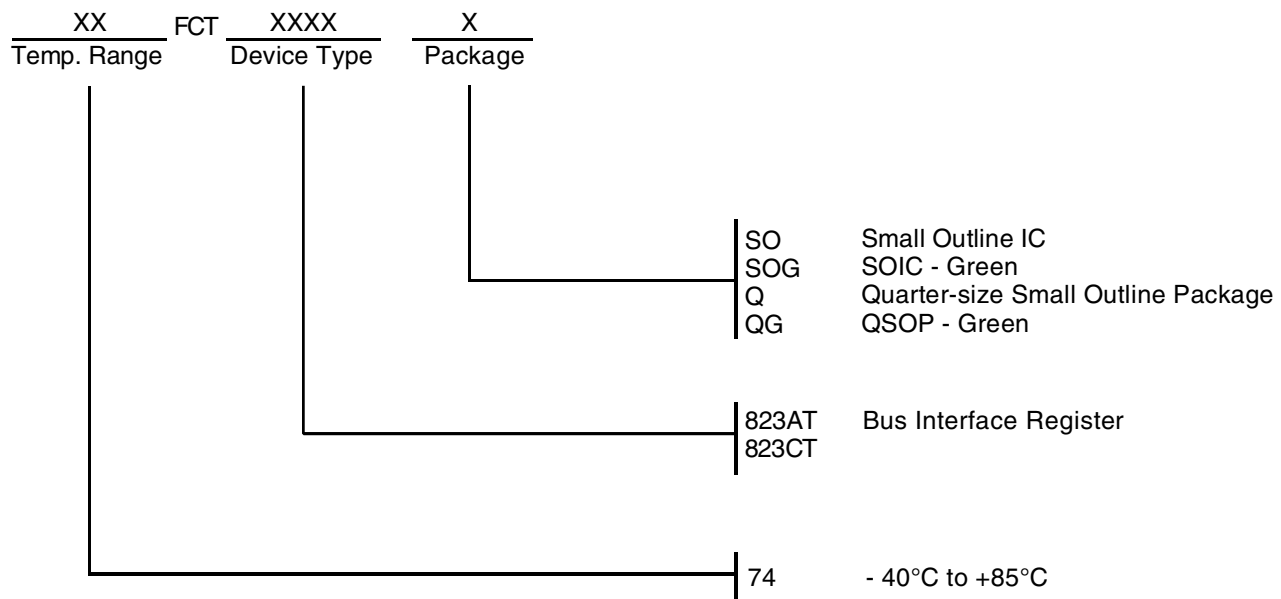 XX FCT XXXX X
Temp. Range Device Type Package
SO Small Outline IC
SOG SOIC - Green
Q Quarter-size Small Outline Package
QG QSOP - Green
823AT Bus Interface Register
823CT
74 - 40°C to +85°C